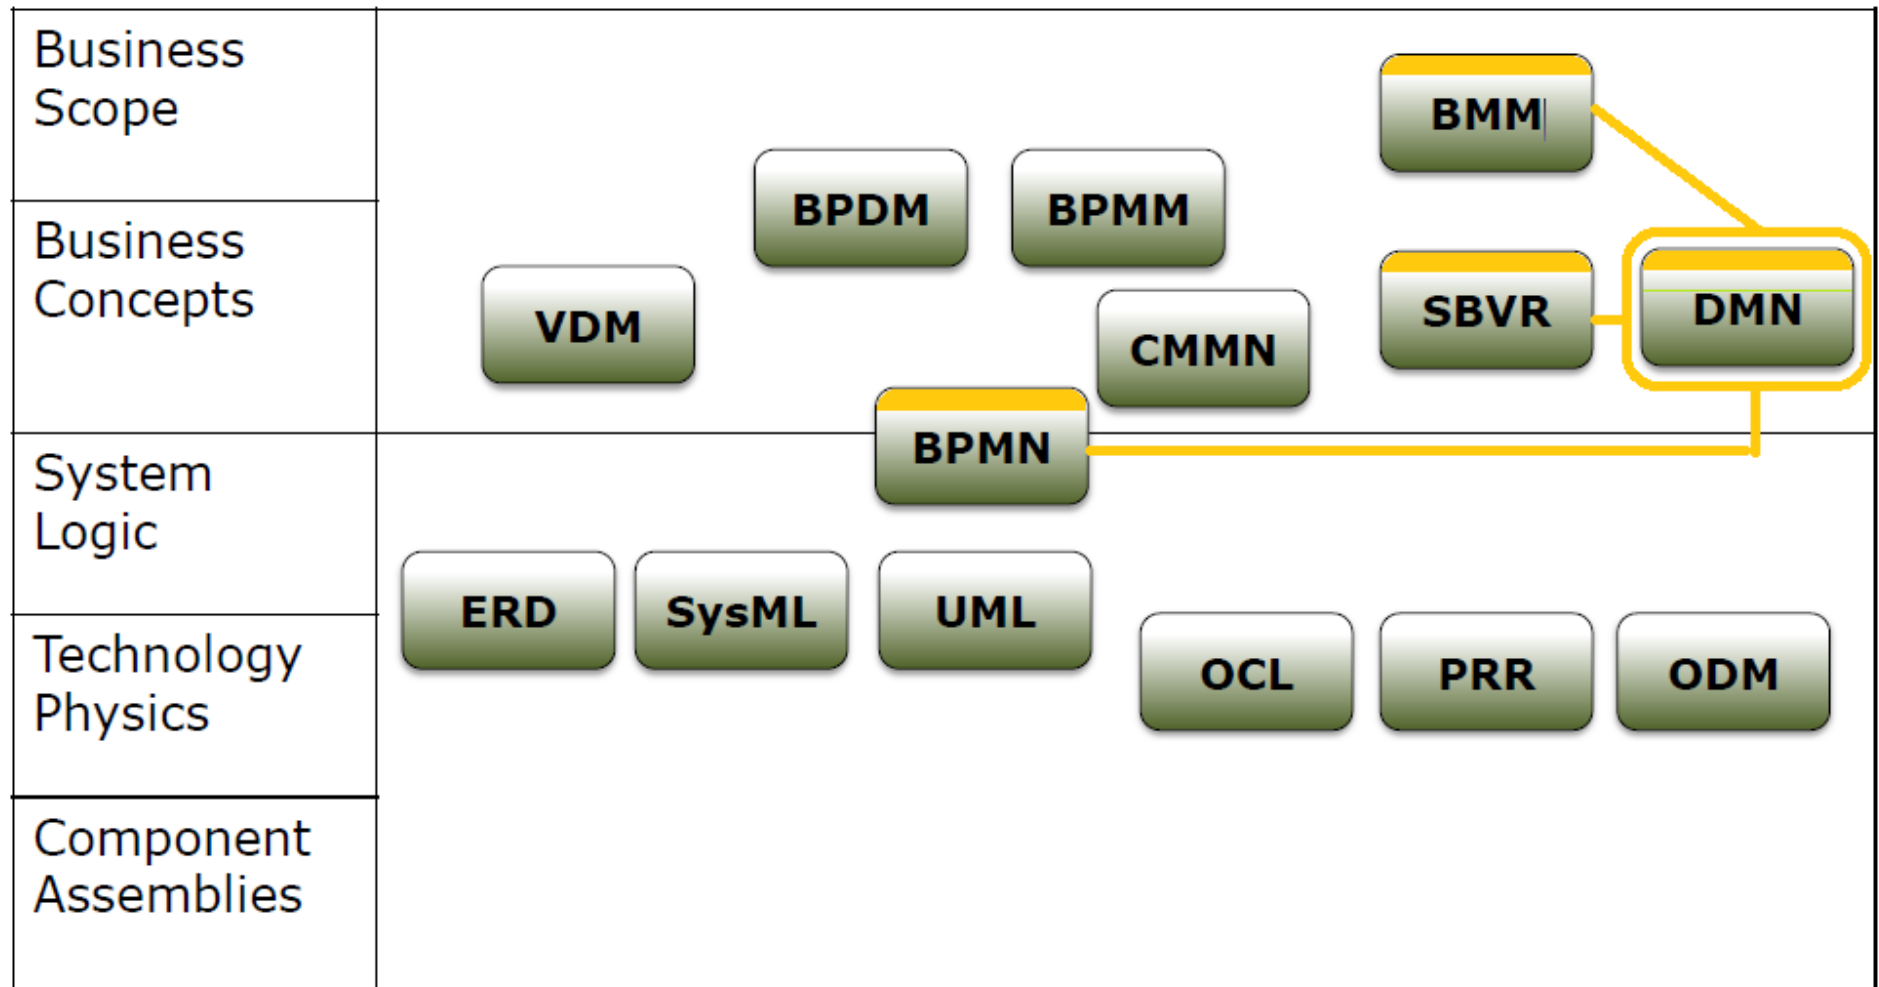 Business
Scope
BMM
BPDM
BPMM
Business
Concepts
VDM
CMMN
SBVR
DMN
BPMN
System
Logic
ERD
SysML
UML
Technology
Physics
OCL
PRR
ODM
Component
Assemblies